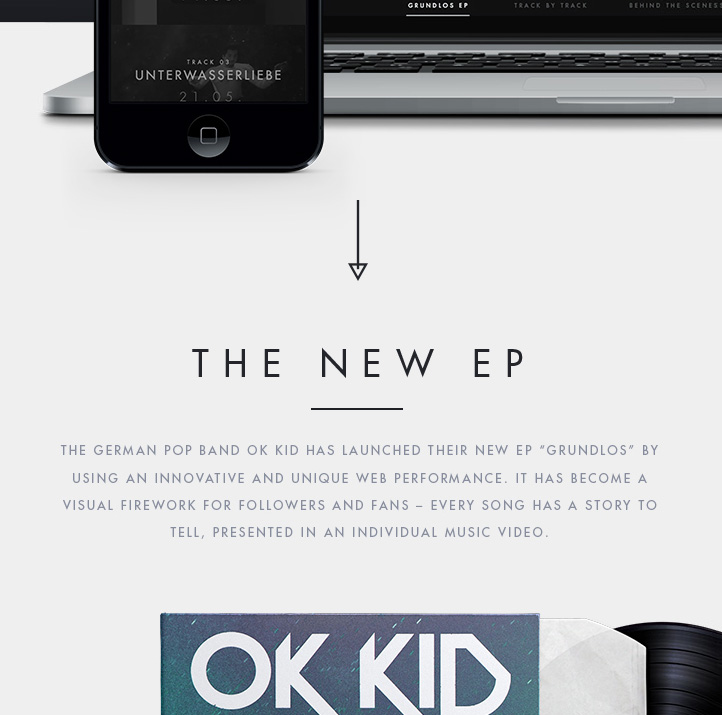 GRUNDLOS EP TRACK BY TRACK BEHIND THE SCENES
TRACK 03
UNTERWASSERLIEBE
21.05.
THE NEW EP
THE GERMAN POP BAND OK KID HAS LAUNCHED THEIR NEW EP “GRUNDLOS” BY
USING AN INNOVATIVE AND UNIQUE WEB PERFORMANCE. IT HAS BECOME A
VISUAL FIREWORK FOR FOLLOWERS AND FANS – EVERY SONG HAS A STORY TO
TELL, PRESENTED IN AN INDIVIDUAL MUSIC VIDEO.
OK KID